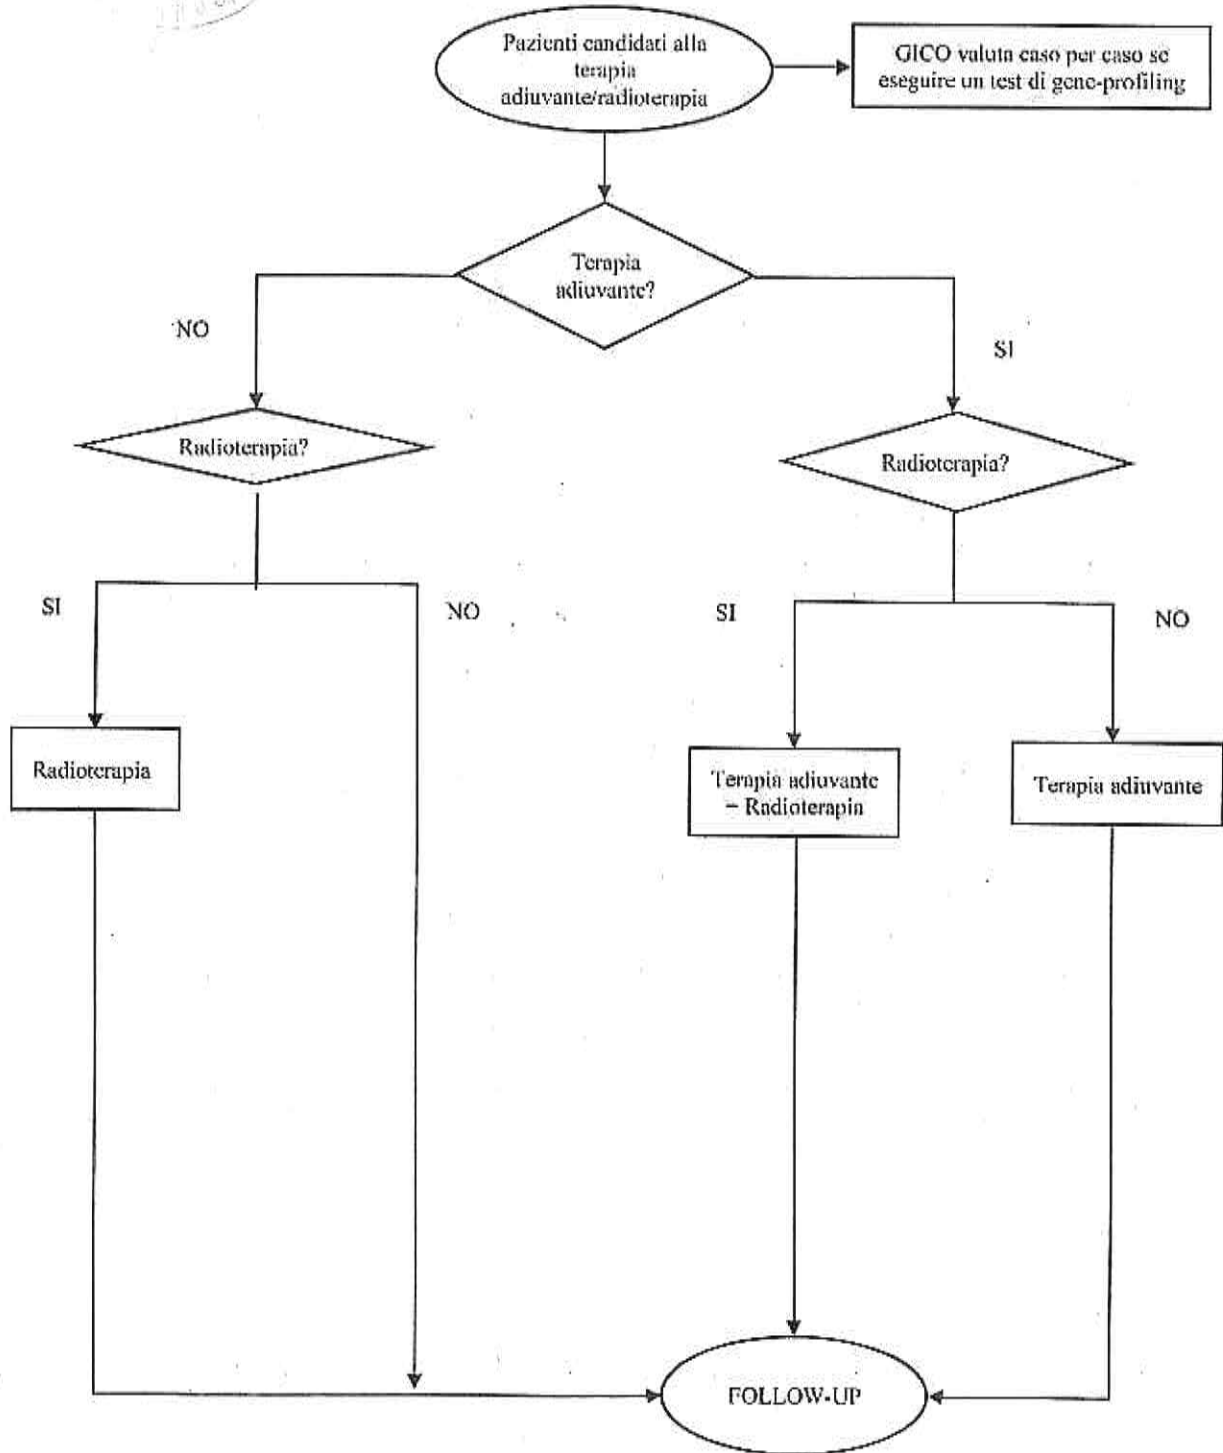 Pazienti candidati alla
terapia
adiuvante/radioterapia
GICO valuta caso per caso se
eseguire un test di gene-profiling
Terapia
adiuvante?
NO
SI
Radioterapia?
Radioterapia?
SI
NO
SI
NO
Radioterapia
Terapia adiuvante
– Radioterapia
Terapia adiuvante
FOLLOW-UP